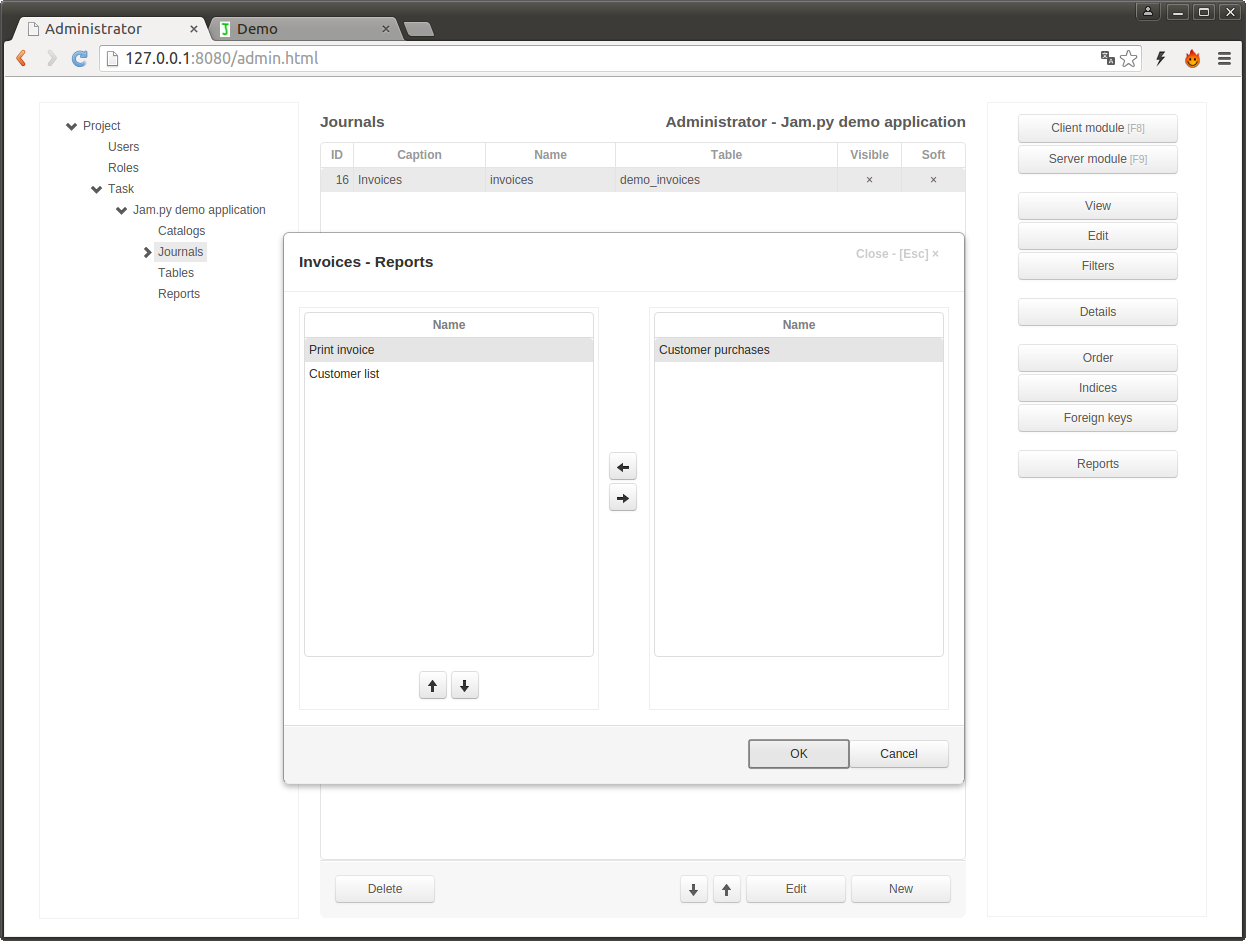 Administrator × Demo ×
127.0.0.1:8080/admin.html
Project
Users
Roles
Task
Jam.py demo application
Catalogs
Journals
Tables
Reports
Journals Administrator - Jam.py demo application
ID Caption Name Table Visible Soft
16 Invoices invoices demo_invoices × ×
Invoices - Reports Close - [Esc] ×
Name
Print invoice
Customer list
Name
Customer purchases
OK Cancel
Delete Edit New
Client module [F8]
Server module [F9]
View
Edit
Filters
Details
Order
Indices
Foreign keys
Reports